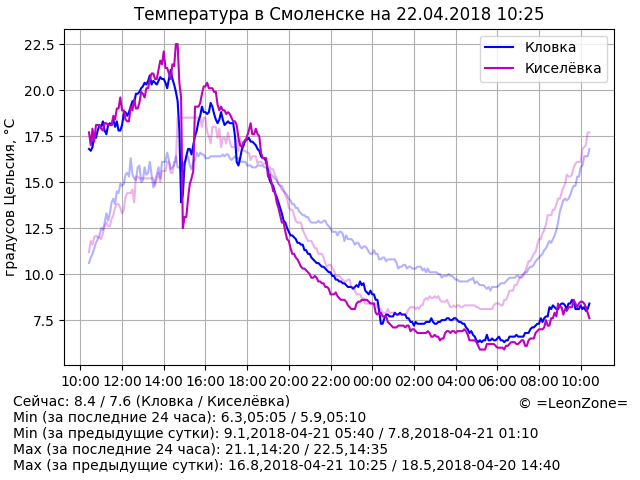 Температура в Смоленске на 22.04.2018 10:25
Кловка
Киселёвка
градусов Цельсия, °C
22.5
20.0
17.5
15.0
12.5
10.0
7.5
10:00 12:00 14:00 16:00 18:00 20:00 22:00 00:00 02:00 04:00 06:00 08:00 10:00
Сейчас: 8.4 / 7.6 (Кловка / Киселёвка)
© =LeonZone=
Min (за последние 24 часа): 6.3,05:05 / 5.9,05:10
Min (за предыдущие сутки): 9.1,2018-04-21 05:40 / 7.8,2018-04-21 01:10
Max (за последние 24 часа): 21.1,14:20 / 22.5,14:35
Max (за предыдущие сутки): 16.8,2018-04-21 10:25 / 18.5,2018-04-20 14:40